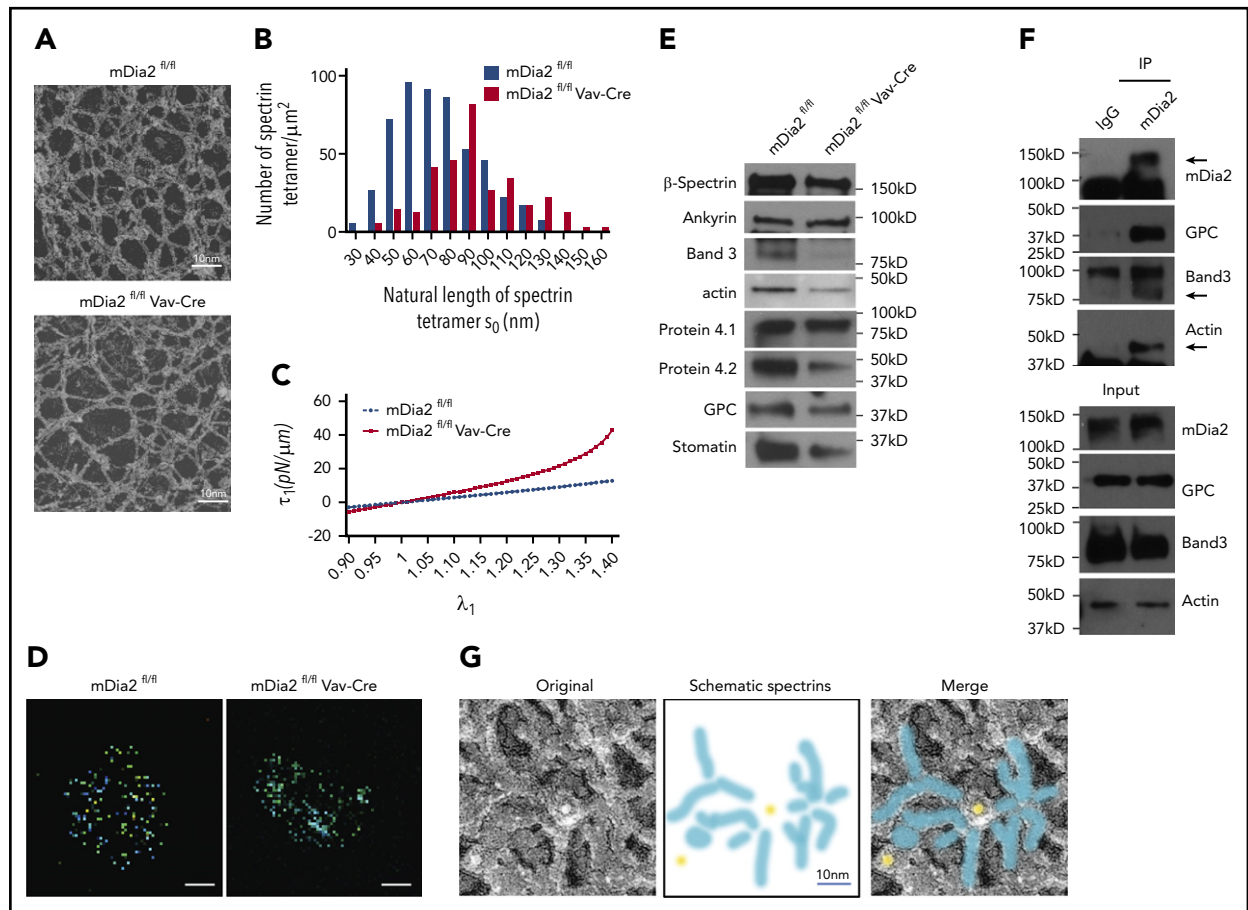 A
mDia2 fl/fl
10nm
mDia2 fl/fl Vav-Cre
10nm
B
mDia2 fl/fl
mDia2 fl/fl Vav-Cre
Number of spectrin
tetramer/μm2
100
50
0
30 40 50 60 70 80 90 100 110 120 130 140 150 160
Natural length of spectrin
tetramer s0 (nm)
C
mDia2 fl/fl
mDia2 fl/fl Vav-Cre
τ1(pN/μm)
60
40
20
0
-20
0.90 0.95 1 1.05 1.10 1.15 1.20 1.25 1.30 1.35 1.40
λ1
D
mDia2 fl/fl
mDia2 fl/fl Vav-Cre
E
mDia2 fl/fl
mDia2 fl/fl Vav-Cre
β-Spectrin
150kD
Ankyrin
100kD
Band 3
75kD
50kD
actin
37kD
100kD
Protein 4.1
75kD
Protein 4.2
50kD
37kD
GPC
37kD
Stomatin
37kD
F
IP
IgG
mDia2
150kD
mDia2
100kD
50kD
37kD
GPC
25kD
100kD
Band3
75kD
Actin
50kD
37kD
Input
150kD
mDia2
100kD
50kD
37kD
GPC
25kD
100kD
Band3
75kD
50kD
Actin
37kD
G
Original
Schematic spectrins
Merge
10nm